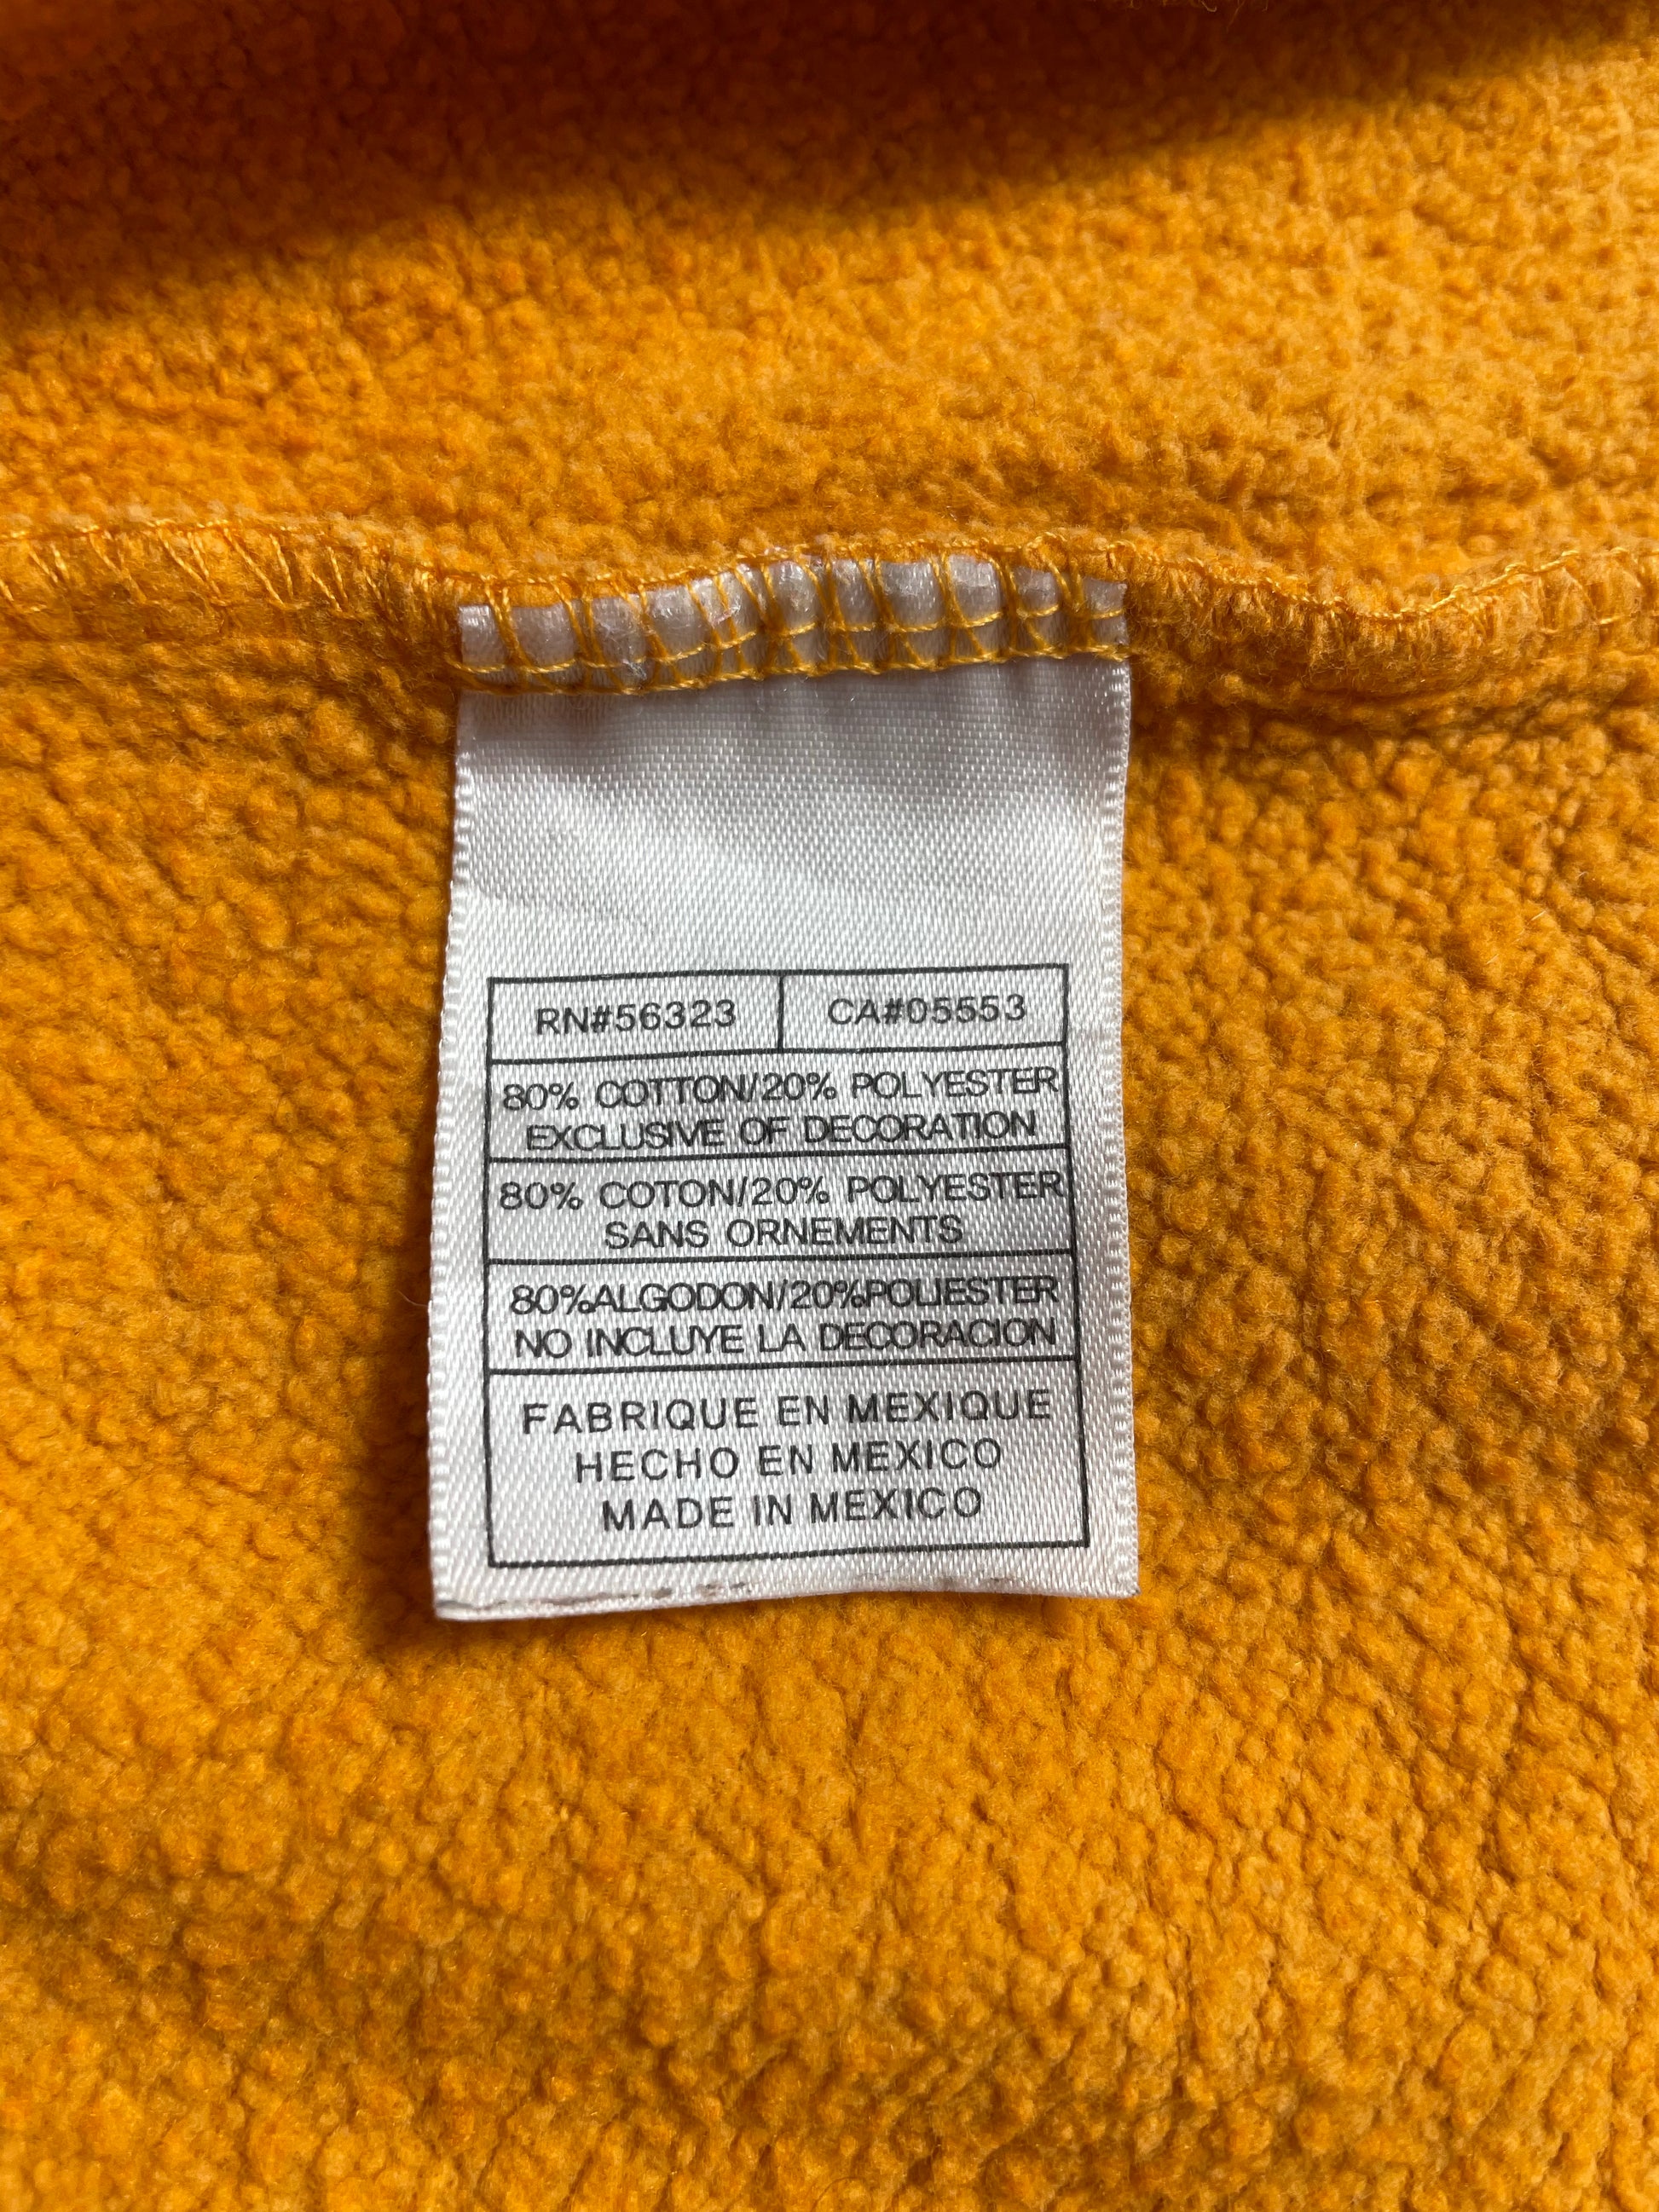 RN#56323 CA#05553
80% COTTON/20% POLYESTER
EXCLUSIVE OF DECORATION
80% COTON/20% POLYESTER
SANS ORNEMENTS
80%ALGODON/20%POLIESTER
NO INCLUYE LA DECORACION
FABRIQUE EN MEXIQUE
HECHO EN MEXICO
MADE IN MEXICO